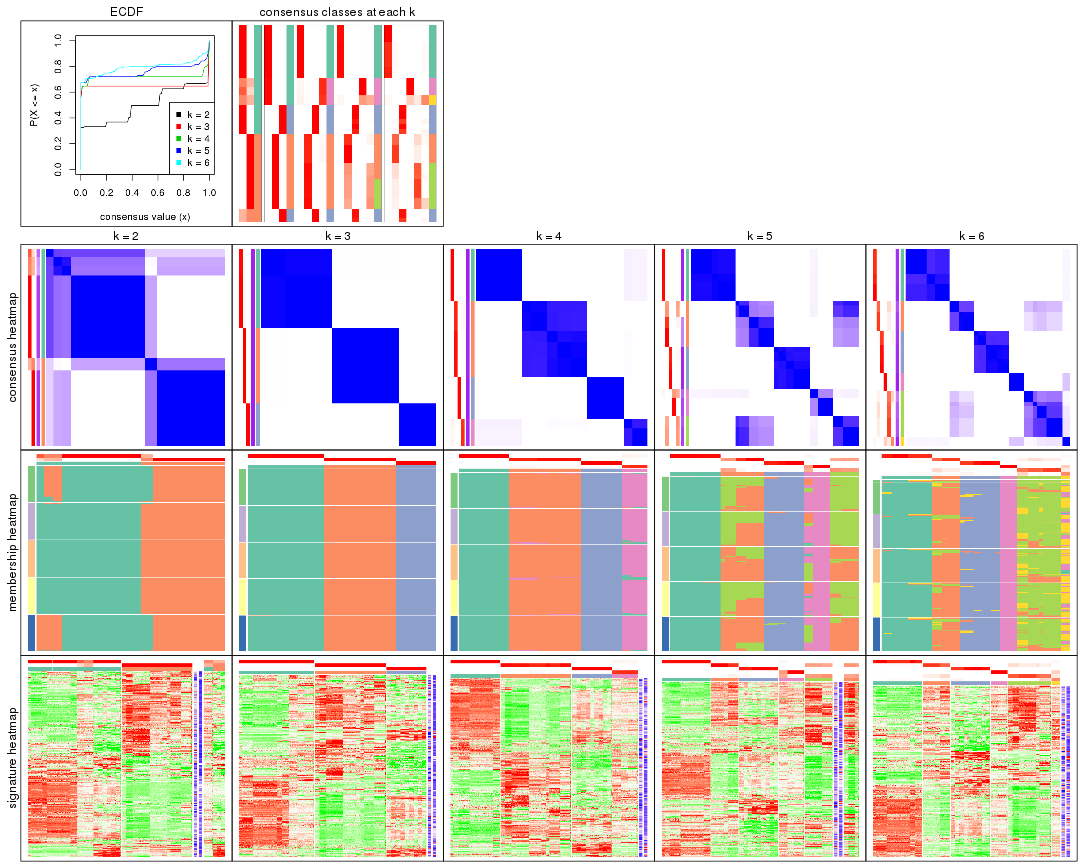 ECDF
consensus classes at each k
P(X <= x)
0.0 0.2 0.4 0.6 0.8 1.0
k = 2
k = 3
k = 4
k = 5
k = 6
0.0 0.2 0.4 0.6 0.8 1.0
consensus value (x)
k = 2
k = 3
k = 4
k = 5
k = 6
consensus heatmap
membership heatmap
signature heatmap